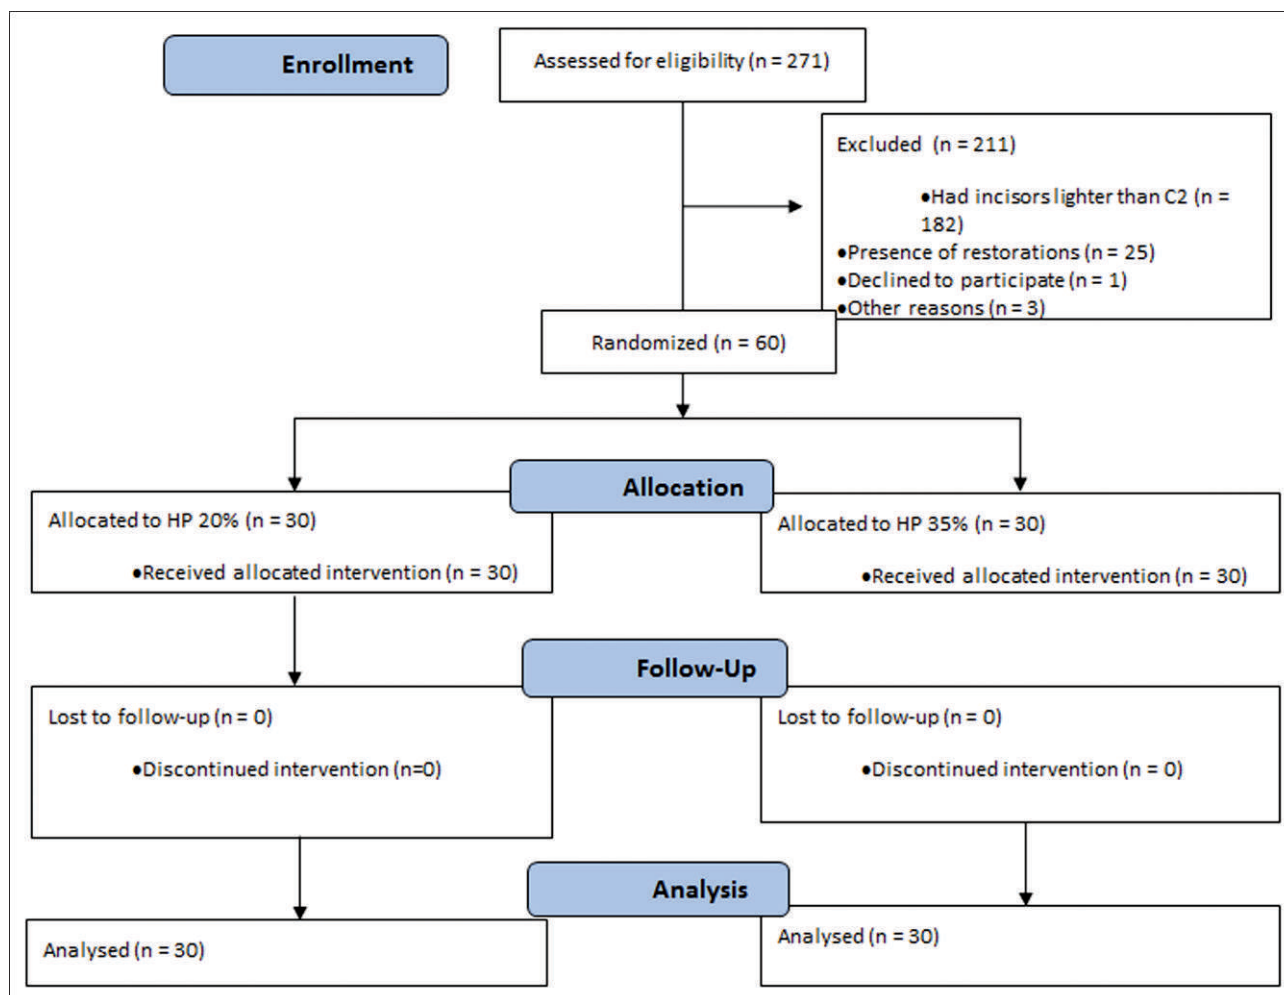 Enrollment
Assessed for eligibility (n = 271)
Excluded (n = 211)
●Had incisors lighter than C2 (n =
182)
●Presence of restorations (n = 25)
●Declined to participate (n = 1)
●Other reasons (n = 3)
Randomized (n = 60)
Allocation
Allocated to HP 20% (n = 30)
●Received allocated intervention (n = 30)
Allocated to HP 35% (n = 30)
●Received allocated intervention (n = 30)
Follow-Up
Lost to follow-up (n = 0)
●Discontinued intervention (n=0)
Lost to follow-up (n = 0)
●Discontinued intervention (n = 0)
Analysis
Analysed (n = 30)
Analysed (n = 30)